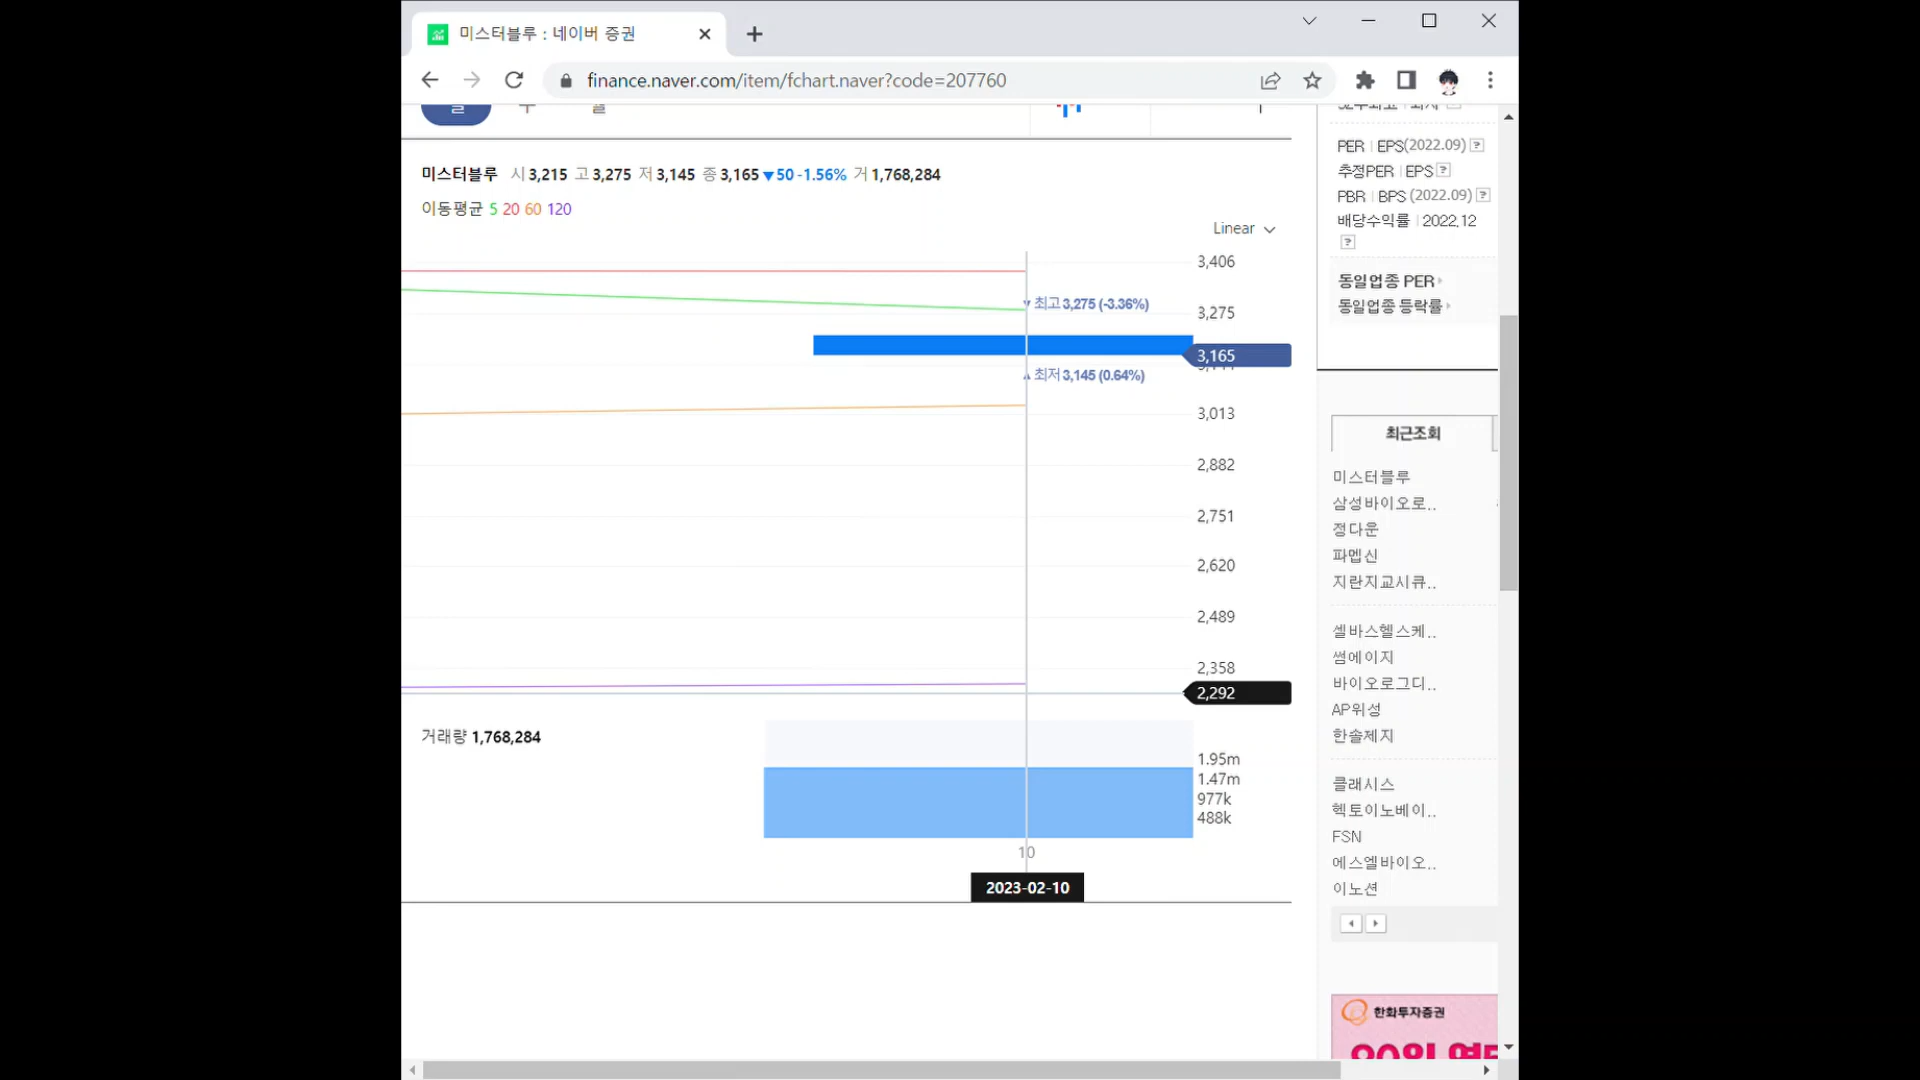 미스터블루 : 네이버 증권
finance.naver.com/item/fchart.naver?code=207760
미스터블루 시 3,215 고 3,275 저 3,145 종 3,165 ▼50 -1.56% 거 1,768,284
이동평균 5 20 60 120
Linear
3,406
최고 3,275 (-3.36%)
3,275
3,165
최저 3,145 (0.64%)
3,013
2,882
2,751
2,620
2,489
2,358
2,292
거래량 1,768,284
1.95m
1.47m
977k
488k
10
2023-02-10
PER | EPS(2022.09) ?
추정PER | EPS ?
PBR | BPS (2022.09) ?
배당수익률 | 2022.12
?
동일업종 PER
동일업종 등락률
최근조회
미스터블루
삼성바이오로..
정다운
파멥신
지란지교시큐..
셀바스헬스케..
썸에이지
바이오로그디..
AP위성
한솔제지
클래시스
헥토이노베이..
FSN
에스엘바이오..
이노션
한화투자증권